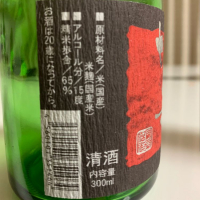 ■原材料名／米(国産)
米麹(国産米)
■アルコール分／15度
■精米歩合／65%
お酒は20歳になってから。
清酒
内容量
300ml